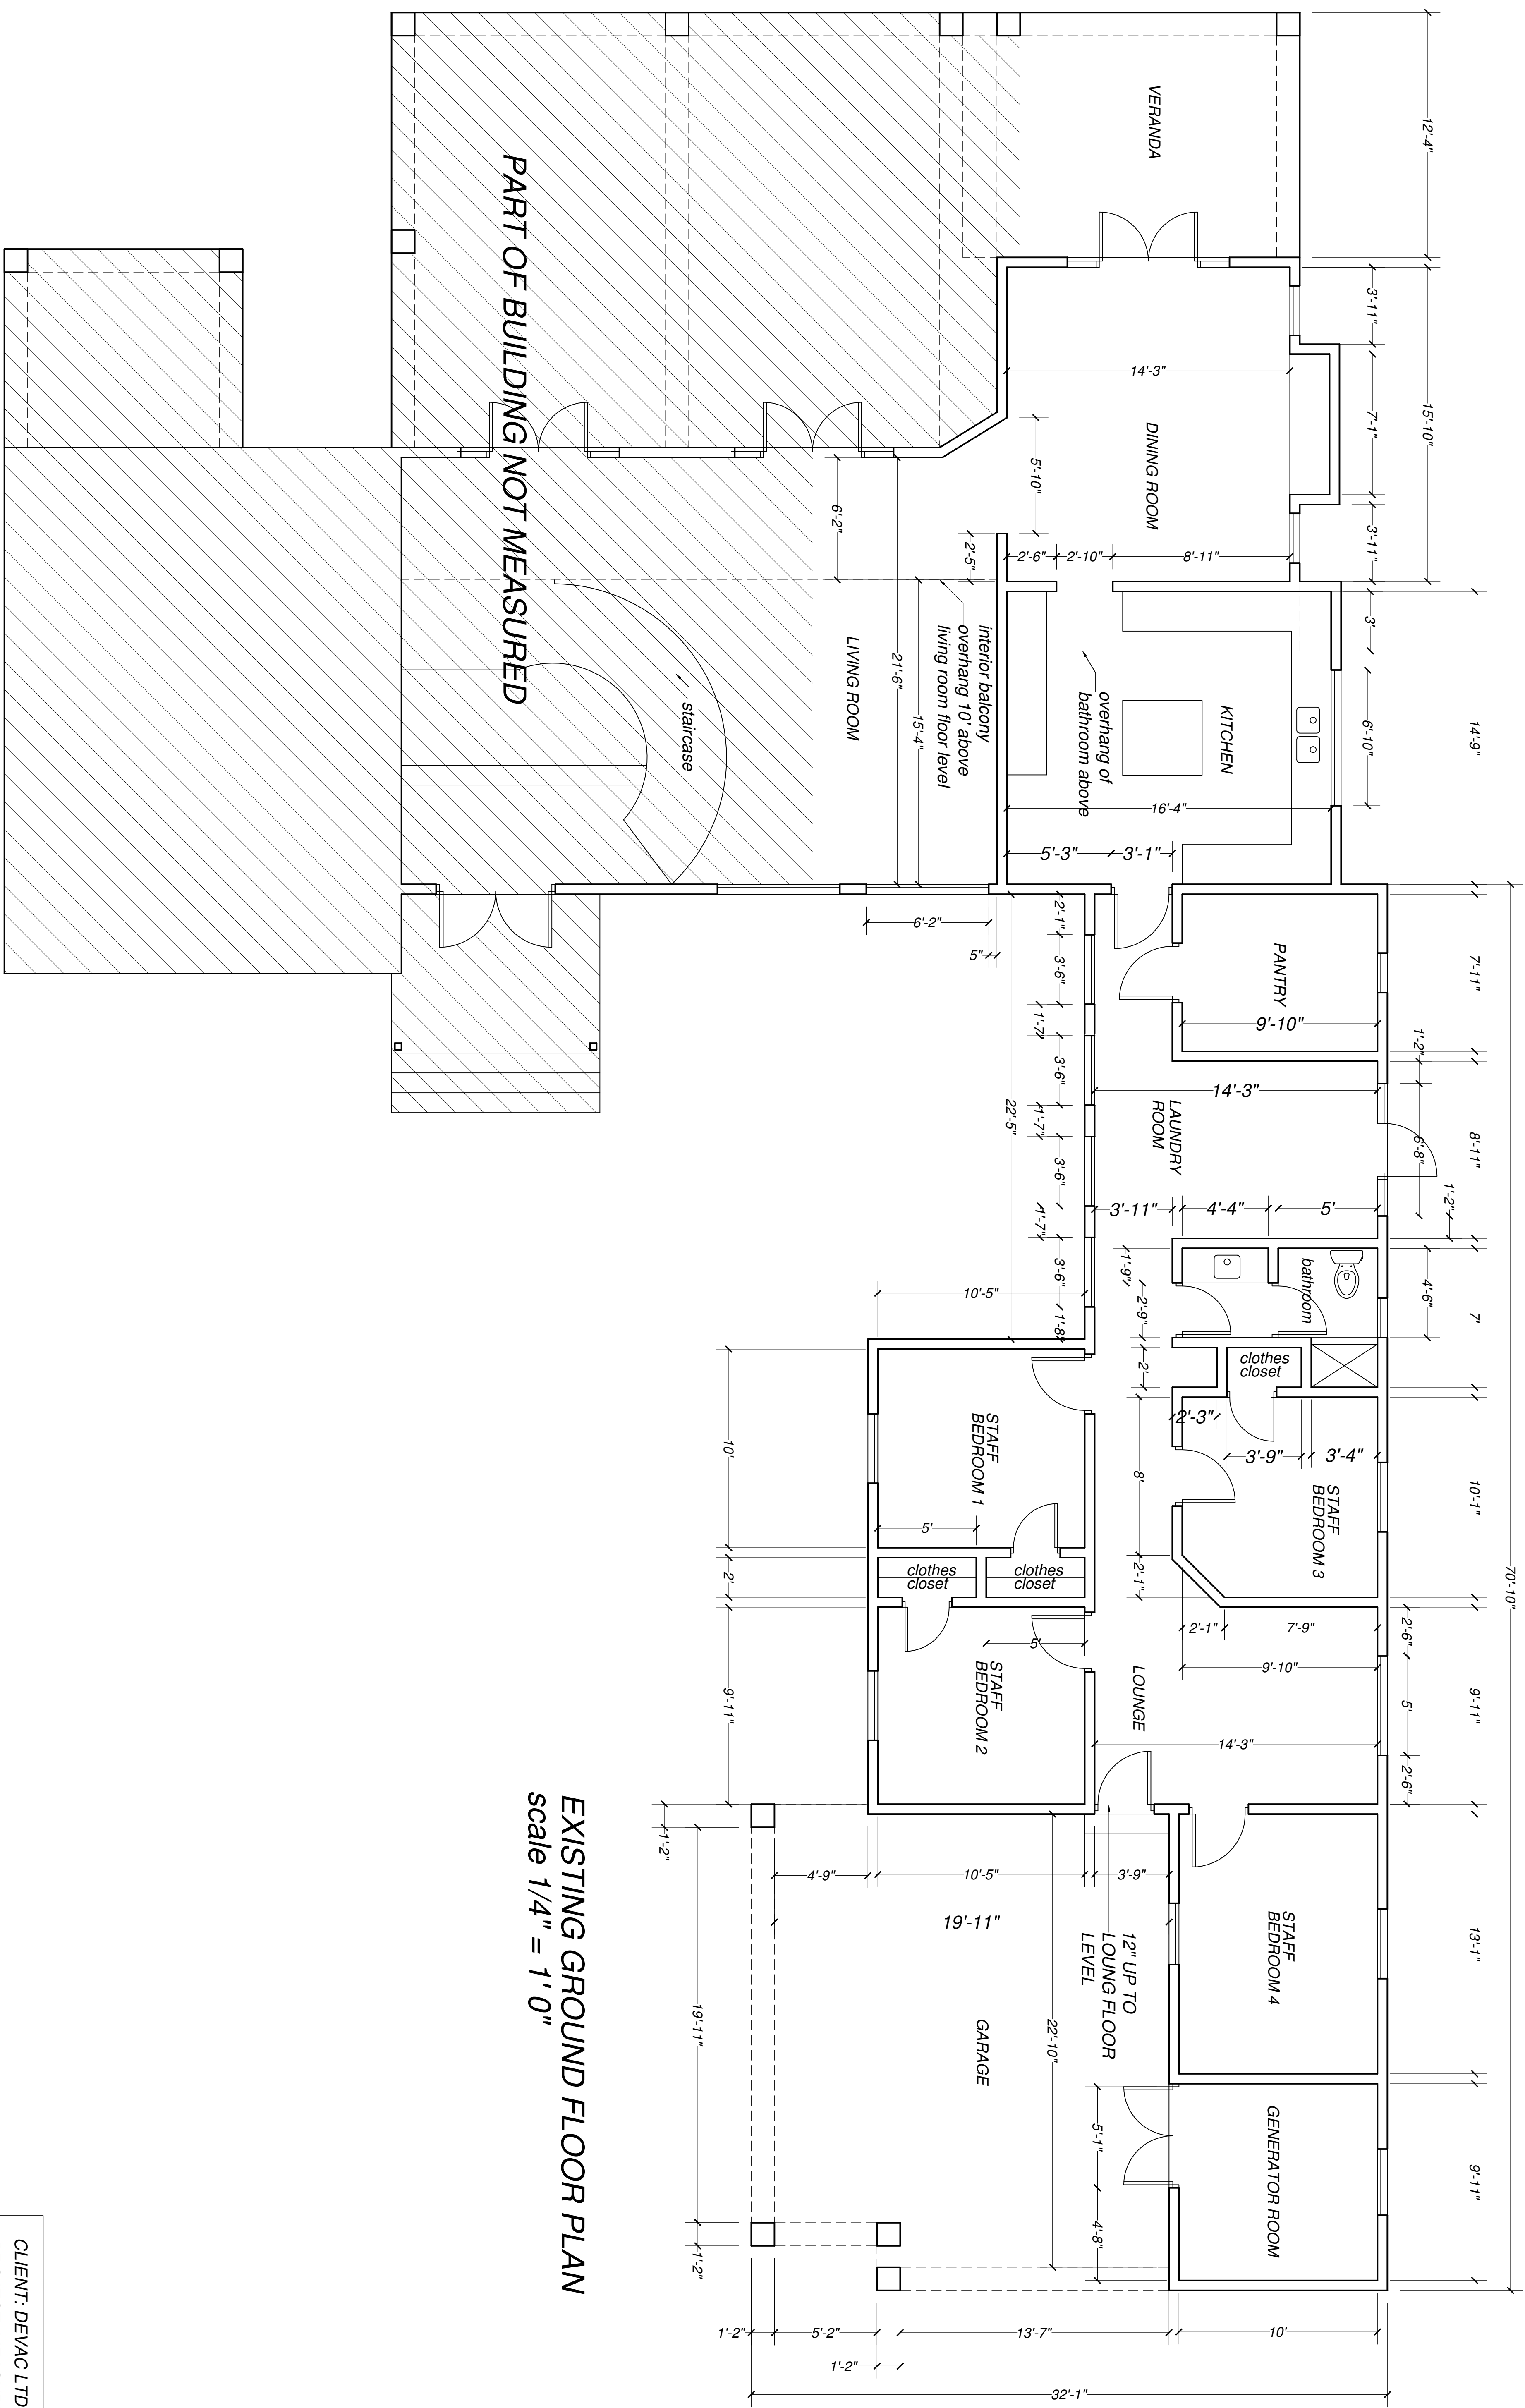 12'-4"
15'-10"
14'-9"
70'-10"
3'-11"
7'-1"
3'-11"
3'
6'-10"
7'-11"
1'-2"
8'-11"
6'-8"
1'-2"
7'
4'-6"
10'-1"
9'-11"
2'-6"
5'
2'-6"
13'-1"
9'-11"
VERANDA
14'-3"
DINING ROOM
5'-10"
2'-6"
2'-10"
8'-11"
2'-5"
KITCHEN
16'-4"
overhang of
bathroom above
5'-3"
3'-1"
interior balcony
overhang 10' above
living room floor level
PANTRY
9'-10"
14'-3"
LAUNDRY
ROOM
3'-11"
4'-4"
5'
bathroom
1'-9"
2'-9"
2'
clothes
closet
2'-3"
3'-9"
3'-4"
STAFF
BEDROOM 3
8'
2'-1"
2'-1"
7'-9"
9'-10"
LOUNGE
14'-3"
STAFF
BEDROOM 4
GENERATOR ROOM
5'-1"
4'-8"
6'-2"
21'-6"
15'-4"
LIVING ROOM
staircase
PART OF BUILDING NOT MEASURED
6'-2"
5"
2'-1"
3'-6"
1'-7"
3'-6"
1'-7"
3'-6"
1'-7"
3'-6"
1'-8"
22'-5"
10'-5"
STAFF
BEDROOM 1
5'
clothes
closet
clothes
closet
5'
STAFF
BEDROOM 2
10'
2'
9'-11"
4'-9"
10'-5"
3'-9"
19'-11"
12" UP TO
LOUNG FLOOR
LEVEL
22'-10"
GARAGE
1'-2"
19'-11"
1'-2"
1'-2"
5'-2"
13'-7"
10'
1'-2"
32'-1"
EXISTING GROUND FLOOR PLAN
scale 1/4" = 1' 0"
CLIENT: DEVAC LTD